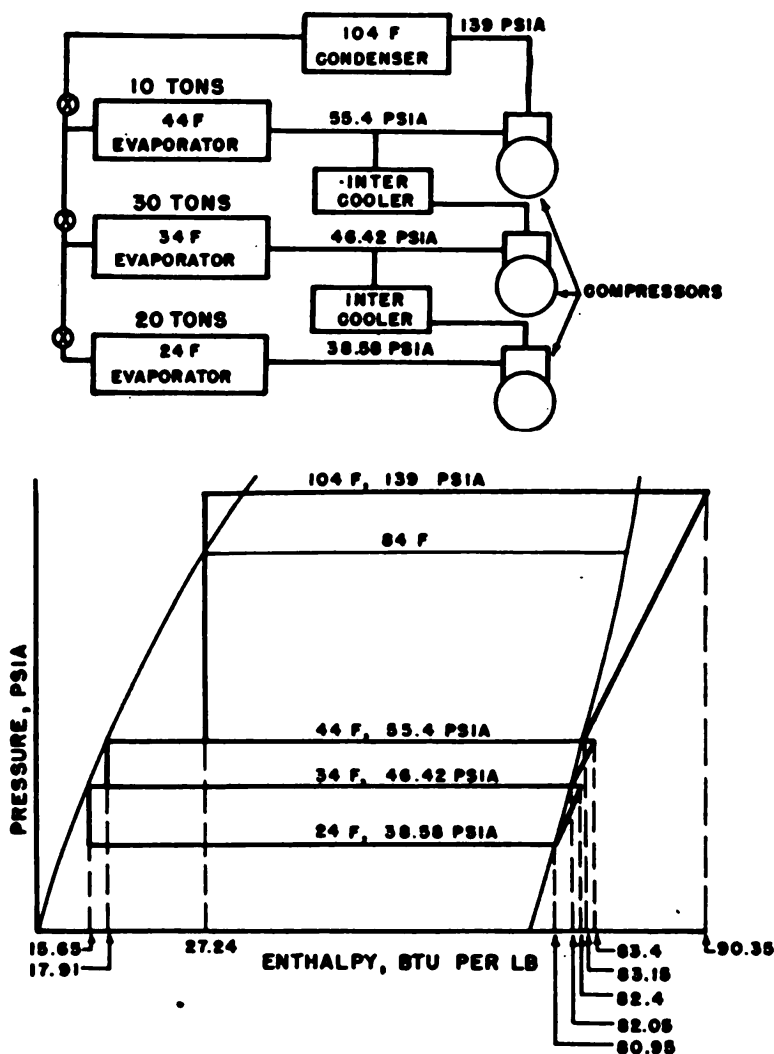 139 PSIA
104 F
CONDENSER
10 TONS
44F
EVAPORATOR
55.4 PSIA
INTER
COOLER
30 TONS
34F
EVAPORATOR
46.42 PSIA
INTER
COOLER
COMPRESSORS
20 TONS
24F
EVAPORATOR
38.58 PSIA
104 F, 139 PSIA
84 F
PRESSURE, PSIA
44 F, 55.4 PSIA
34 F, 46.42 PSIA
24 F, 38.58 PSIA
15.65
17.91
27.24
ENTHALPY, BTU PER LB
83.4
90.35
83.15
82.4
82.05
80.95